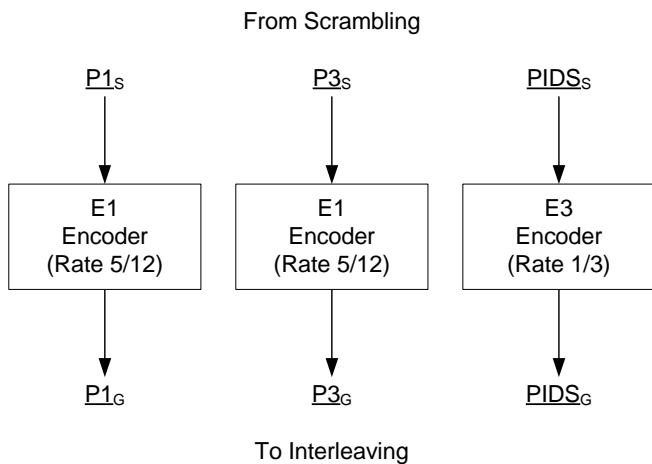 From Scrambling
P1S P3S PIDSS
E1 E1 E3
Encoder Encoder Encoder
(Rate 5/12) (Rate 5/12) (Rate 1/3)
P1G P3G PIDSG
To Interleaving